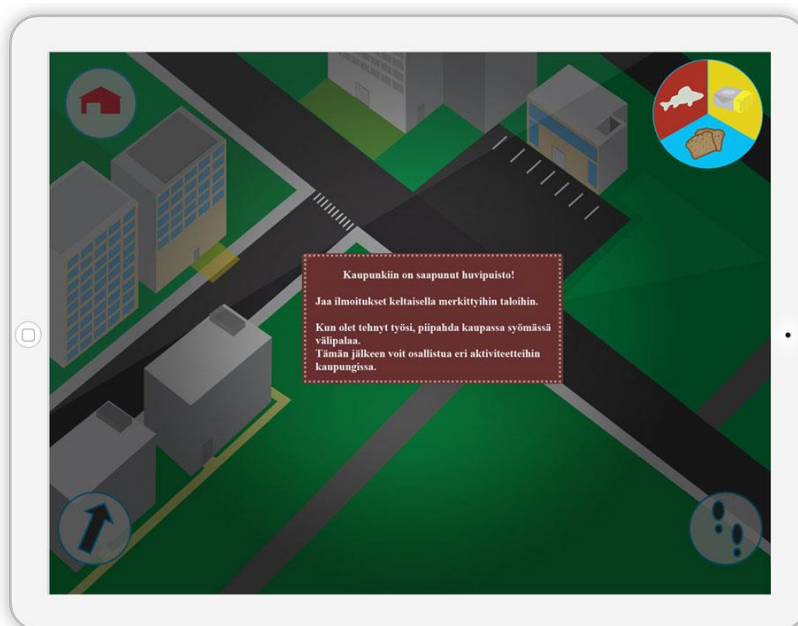 Kaupunkiin on saapunut huvipuisto!
Jaa ilmoitukset keltaisella merkittyihin taloihin.
Kun olet tehnyt työsi, piipahda kaupassa syömässä
välipalaa.
Tämän jälkeen voit osallistua eri aktiviteetteihin
kaupungissa.